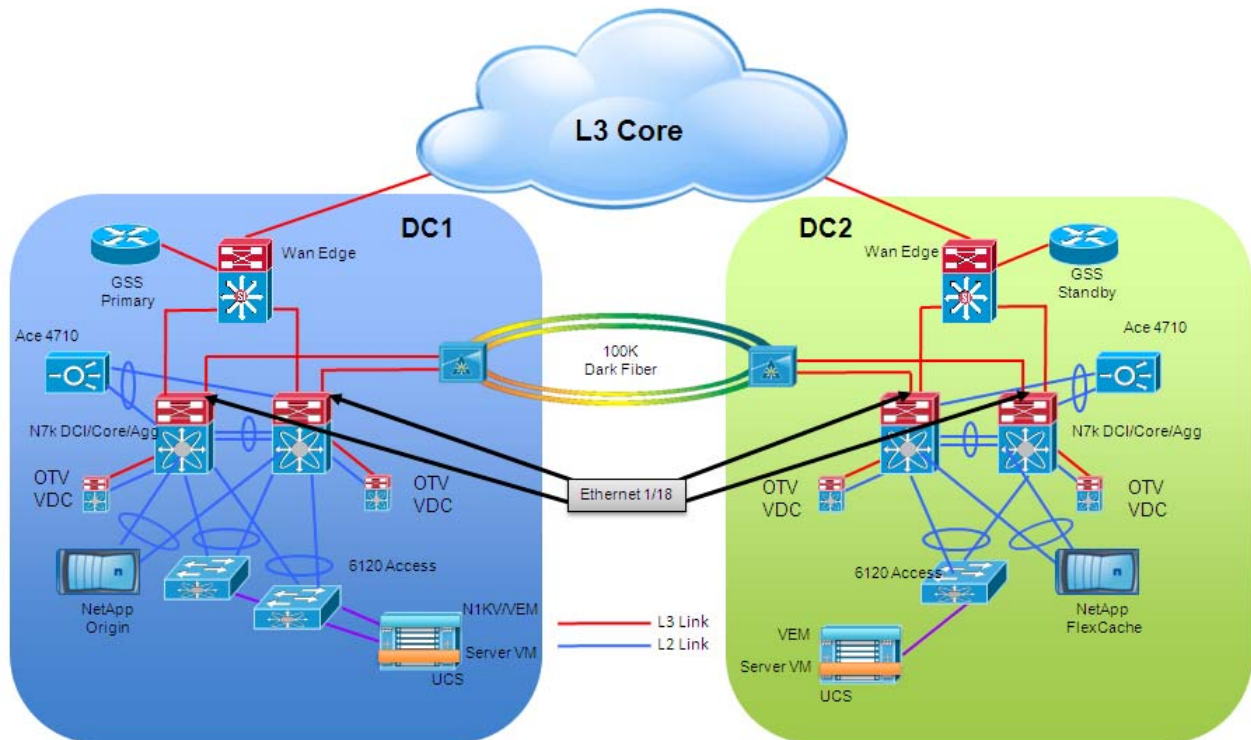 L3 Core
DC1
DC2
Wan Edge
Wan Edge
GSS
Primary
GSS
Standby
Ace 4710
Ace 4710
100K
Dark Fiber
N7k DCI/Core/Agg
N7k DCI/Core/Agg
OTV
VDC
OTV
VDC
Ethernet 1/18
OTV
VDC
OTV
VDC
6120 Access
6120 Access
NetApp
Origin
NetApp
FlexCache
N1KV/VEM
Server VM
UCS
L3 Link
L2 Link
VEM
Server VM
UCS
SI
SI
n
n